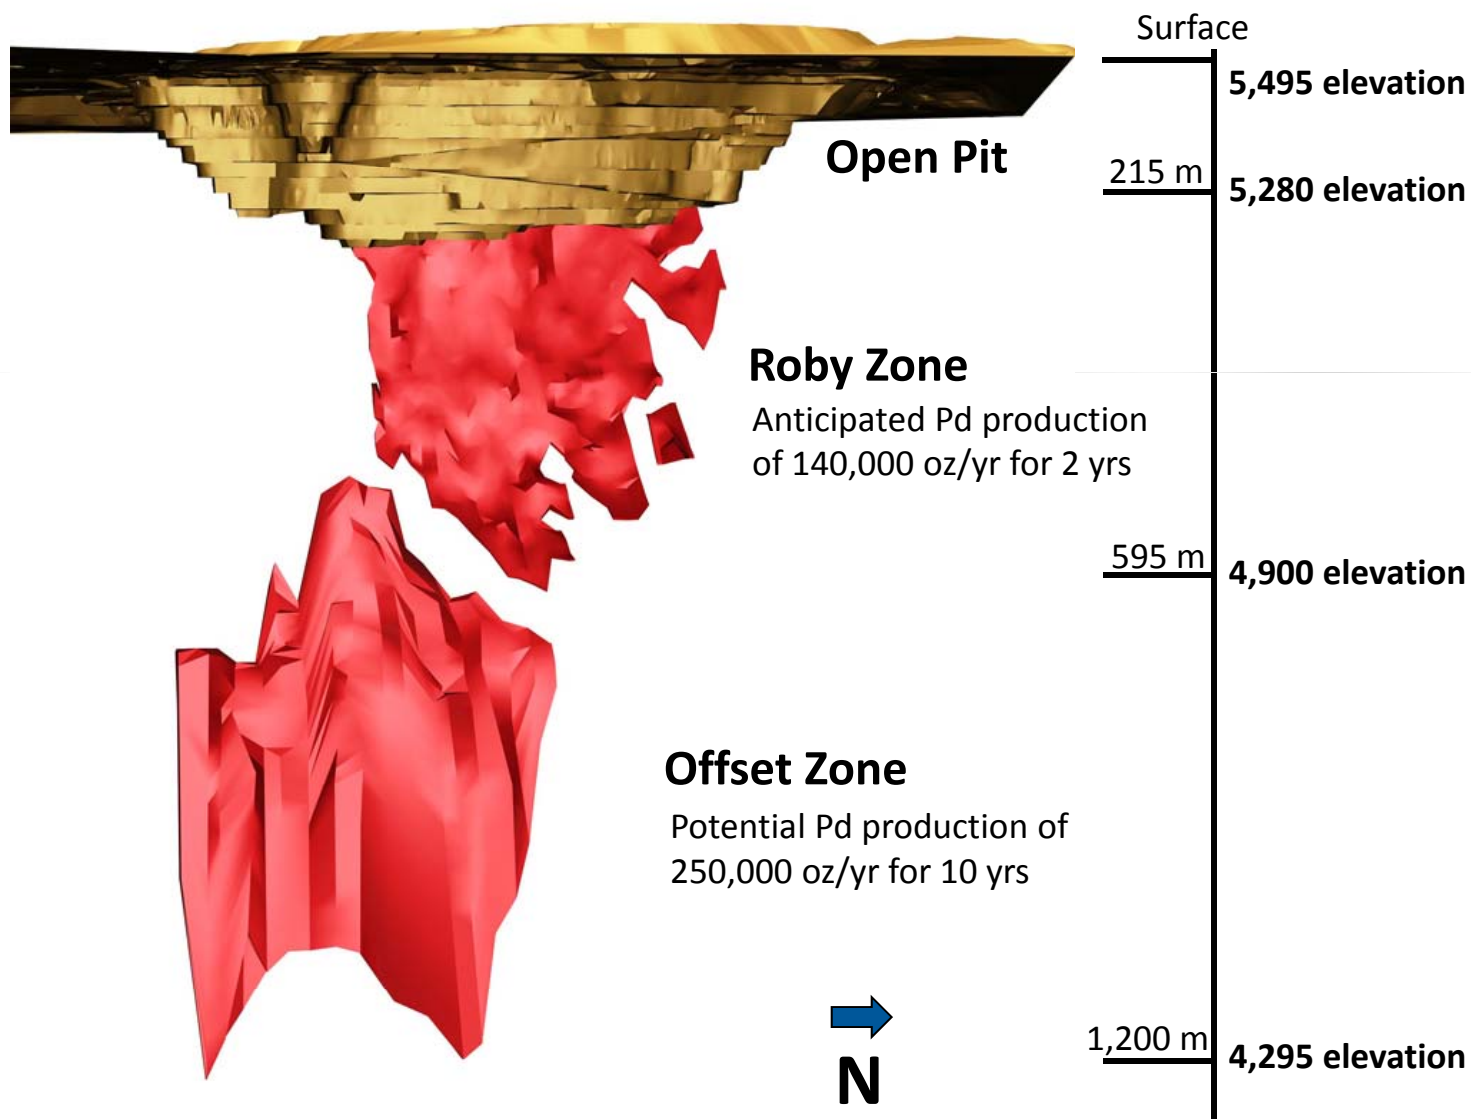 Surface
5,495 elevation
Open Pit
215 m
5,280 elevation
Roby Zone
Anticipated Pd production
of 140,000 oz/yr for 2 yrs
595 m
4,900 elevation
Offset Zone
Potential Pd production of
250,000 oz/yr for 10 yrs
N
1,200 m
4,295 elevation